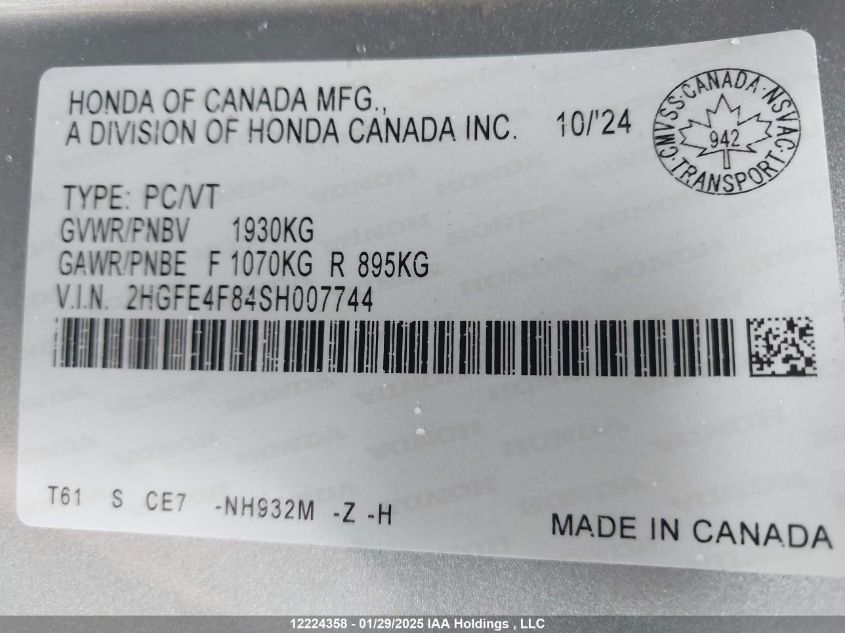 HONDA OF CANADA MFG.,
A DIVISION OF HONDA CANADA INC. 10/'24
CMVSS·CANADA·NSVAC·TRANSPORT·
942
TYPE: PC/VT
GVWR/PNBV 1930KG
GAWR/PNBE F 1070KG R 895KG
V.I.N. 2HGFE4F84SH007744
T61 S CE7 -NH932M -Z -H
MADE IN CANADA
12224358 - 01/29/2025 IAA Holdings , LLC